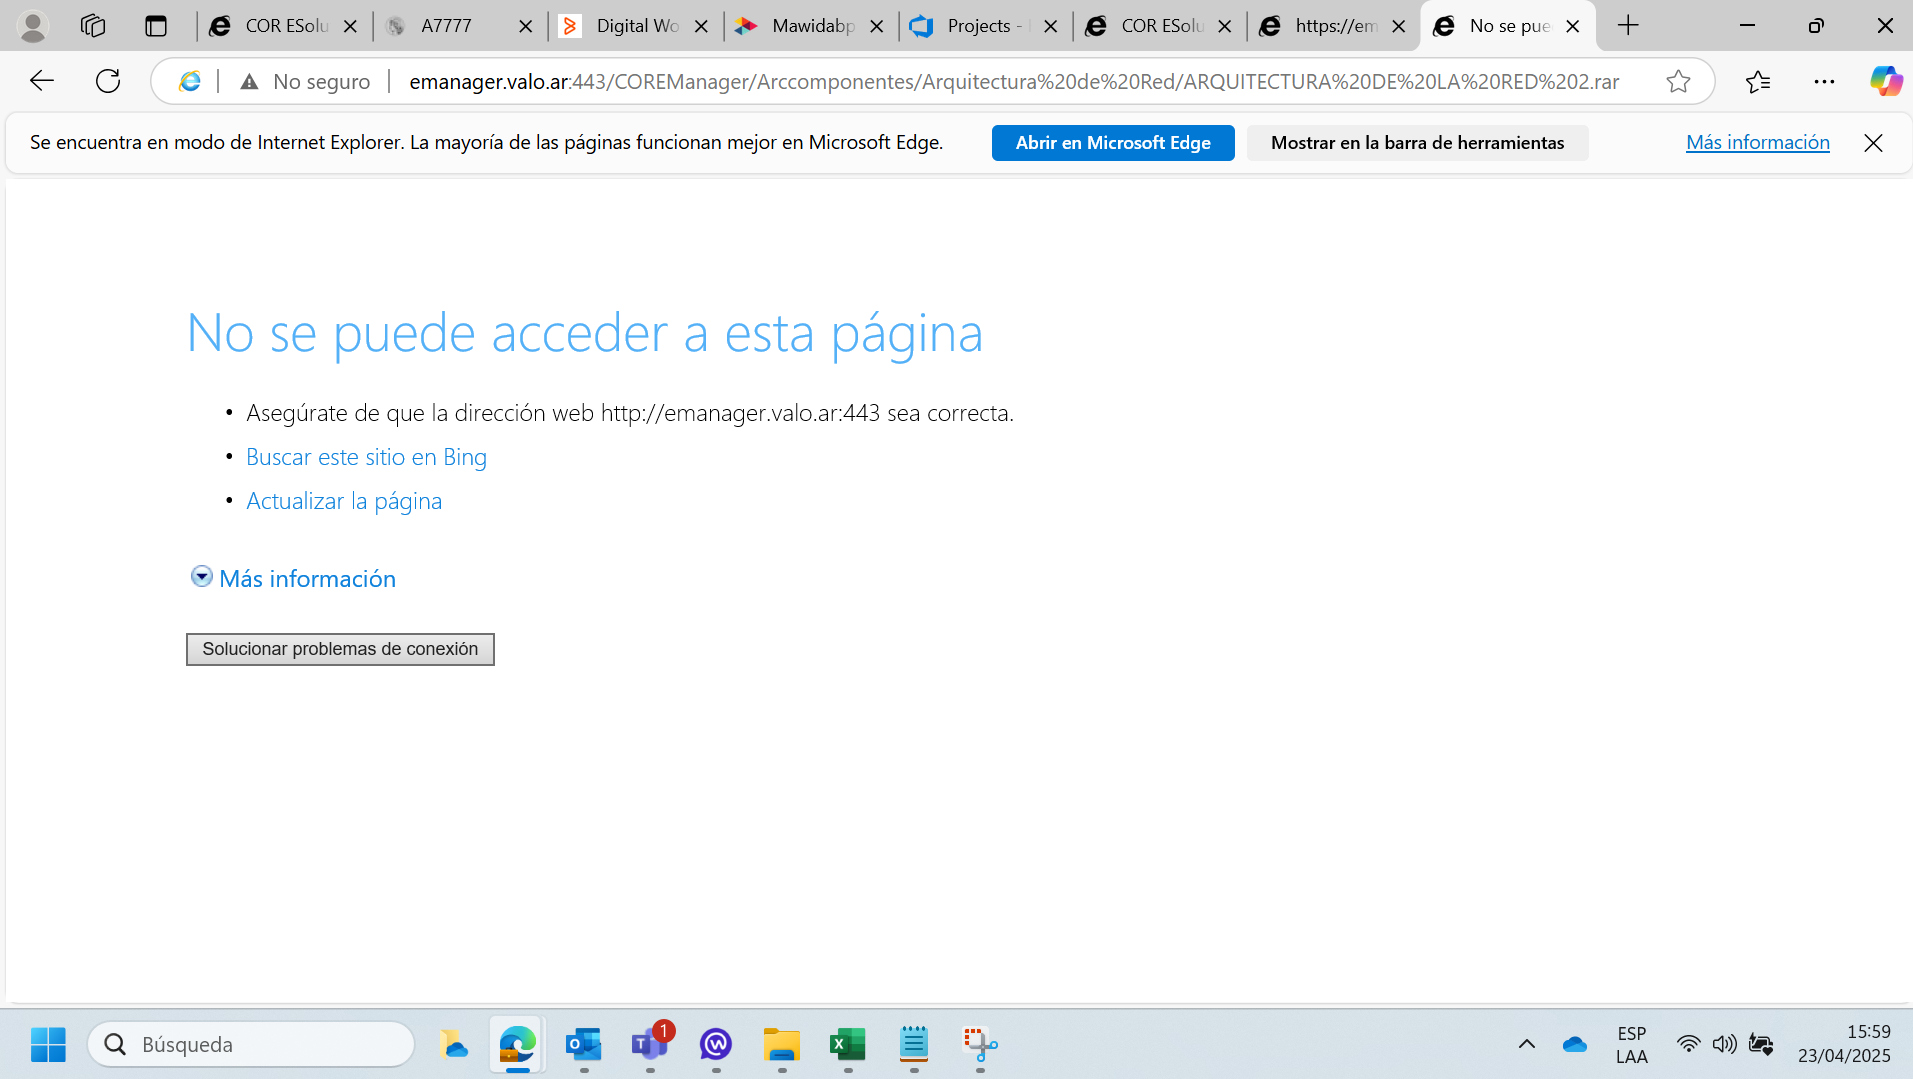 COR ESolu
A7777
Digital Wo
Mawidabp
Projects -
COR ESolu
https://em
No se pue
No seguro
emanager.valo.ar:443/COREManager/Arccomponentes/Arquitectura%20de%20Red/ARQUITECTURA%20DE%20LA%20RED%202.rar
Se encuentra en modo de Internet Explorer. La mayoría de las páginas funcionan mejor en Microsoft Edge.
Abrir en Microsoft Edge
Mostrar en la barra de herramientas
Más información
No se puede acceder a esta página
• Asegúrate de que la dirección web http://emanager.valo.ar:443 sea correcta.
• Buscar este sitio en Bing
• Actualizar la página
Más información
Solucionar problemas de conexión
Búsqueda
1
ESP
LAA
15:59
23/04/2025